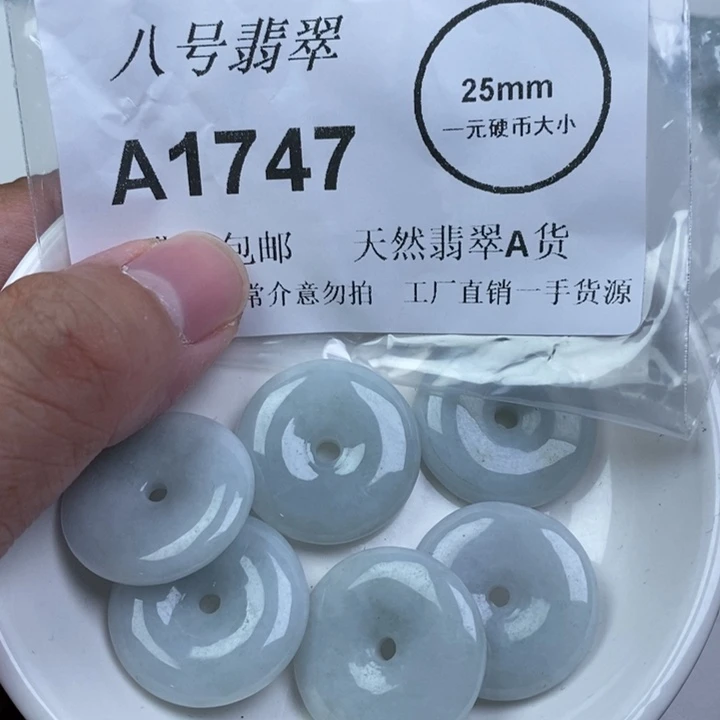 八号翡翠
25mm
一元硬币大小
A1747
包邮 天然翡翠A货
常介意勿拍 工厂直销一手货源